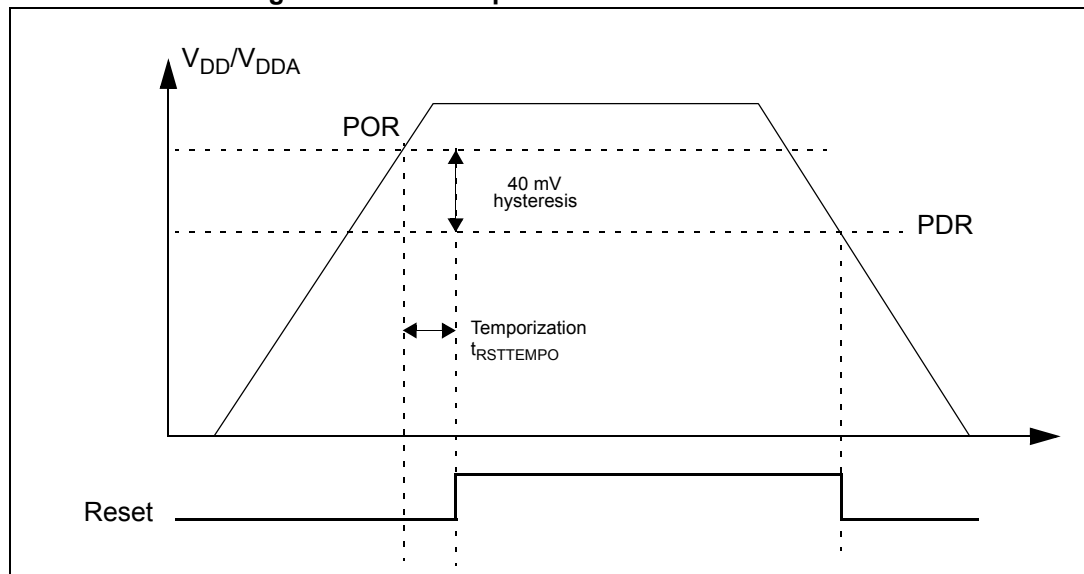 VDD/VDDA
POR
40 mV
hysteresis
PDR
Temporization
tRSTTEMPO
Reset